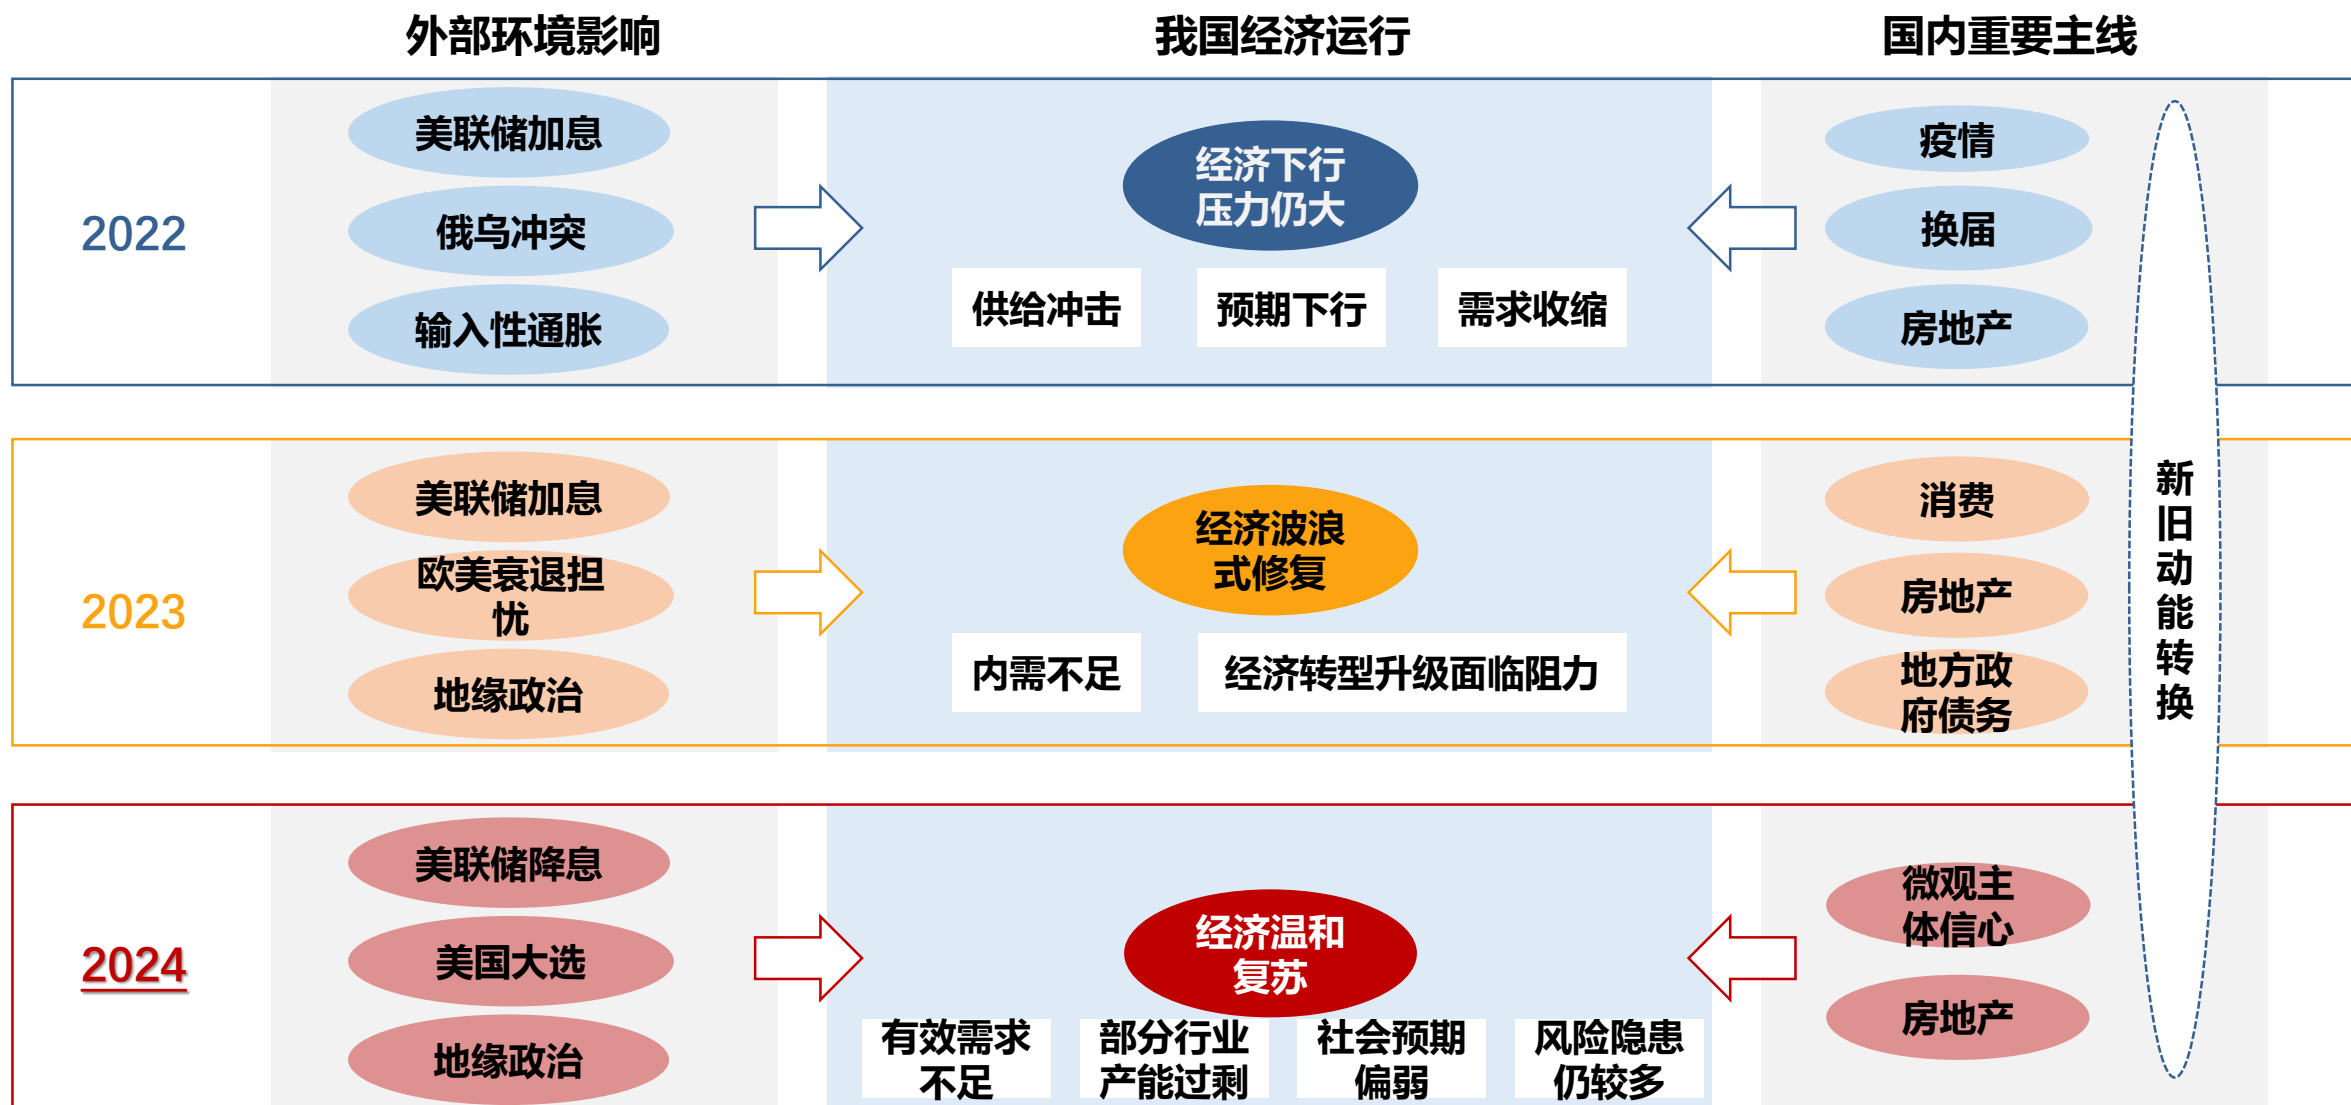 外部环境影响
我国经济运行
国内重要主线
2022
美联储加息
俄乌冲突
输入性通胀
经济下行
压力仍大
供给冲击
预期下行
需求收缩
疫情
换届
房地产
2023
美联储加息
欧美衰退担
忧
地缘政治
经济波浪
式修复
内需不足
经济转型升级面临阻力
消费
房地产
地方政
府债务
2024
美联储降息
美国大选
地缘政治
经济温和
复苏
有效需求
不足
部分行业
产能过剩
社会预期
偏弱
风险隐患
仍较多
微观主
体信心
房地产
新旧动能转换